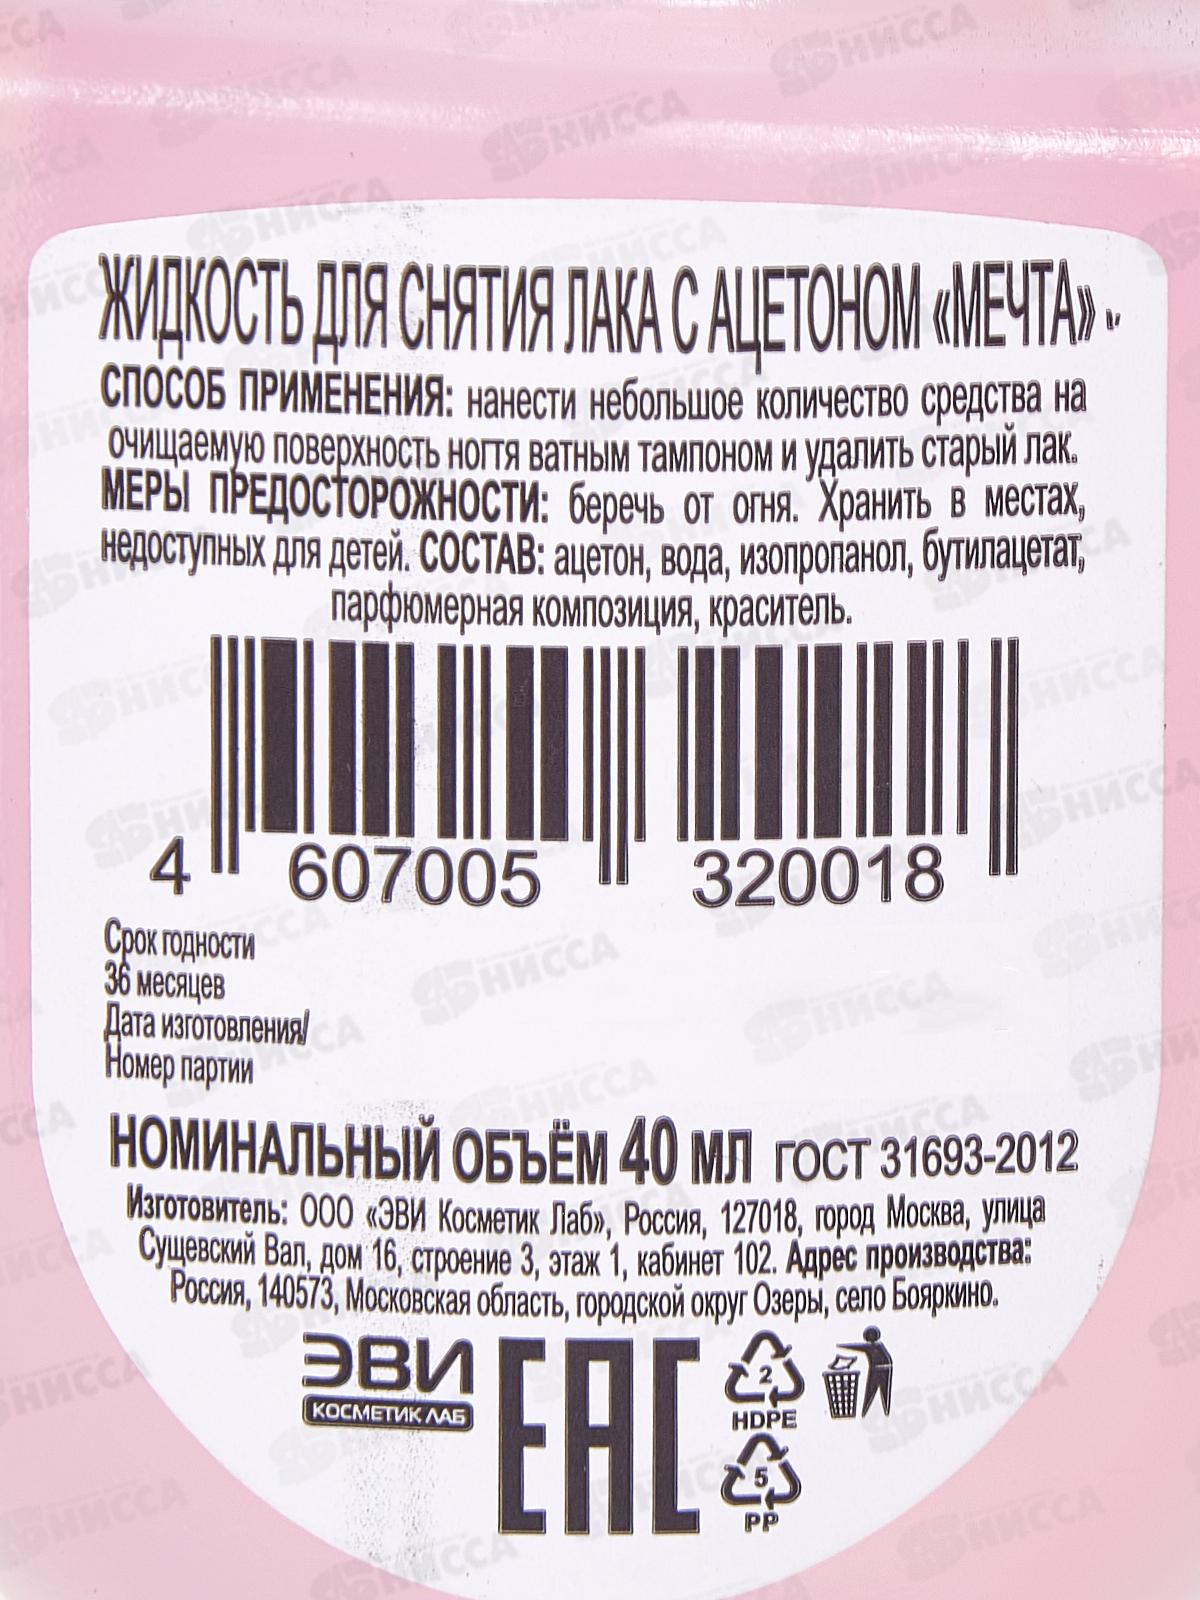 ЖИДКОСТЬ ДЛЯ СНЯТИЯ ЛАКА С АЦЕТОНОМ «МЕЧТА»
СПОСОБ ПРИМЕНЕНИЯ: нанести небольшое количество средства на
очищаемую поверхность ногтя ватным тампоном и удалить старый лак.
МЕРЫ ПРЕДОСТОРОЖНОСТИ: беречь от огня. Хранить в местах,
недоступных для детей. СОСТАВ: ацетон, вода, изопропанол, бутилацетат,
парфюмерная композиция, краситель.
4 607005 320018
Срок годности
36 месяцев
Дата изготовления/
Номер партии
НОМИНАЛЬНЫЙ ОБЪЁМ 40 МЛ ГОСТ 31693-2012
Изготовитель: ООО «ЭВИ Косметик Лаб», Россия, 127018, город Москва, улица
Сущевский Вал, дом 16, строение 3, этаж 1, кабинет 102. Адрес производства:
Россия, 140573, Московская область, городской округ Озеры, село Бояркино.
ЭВИ
КОСМЕТИК ЛАБ
EAC
2
HDPE
5
PP